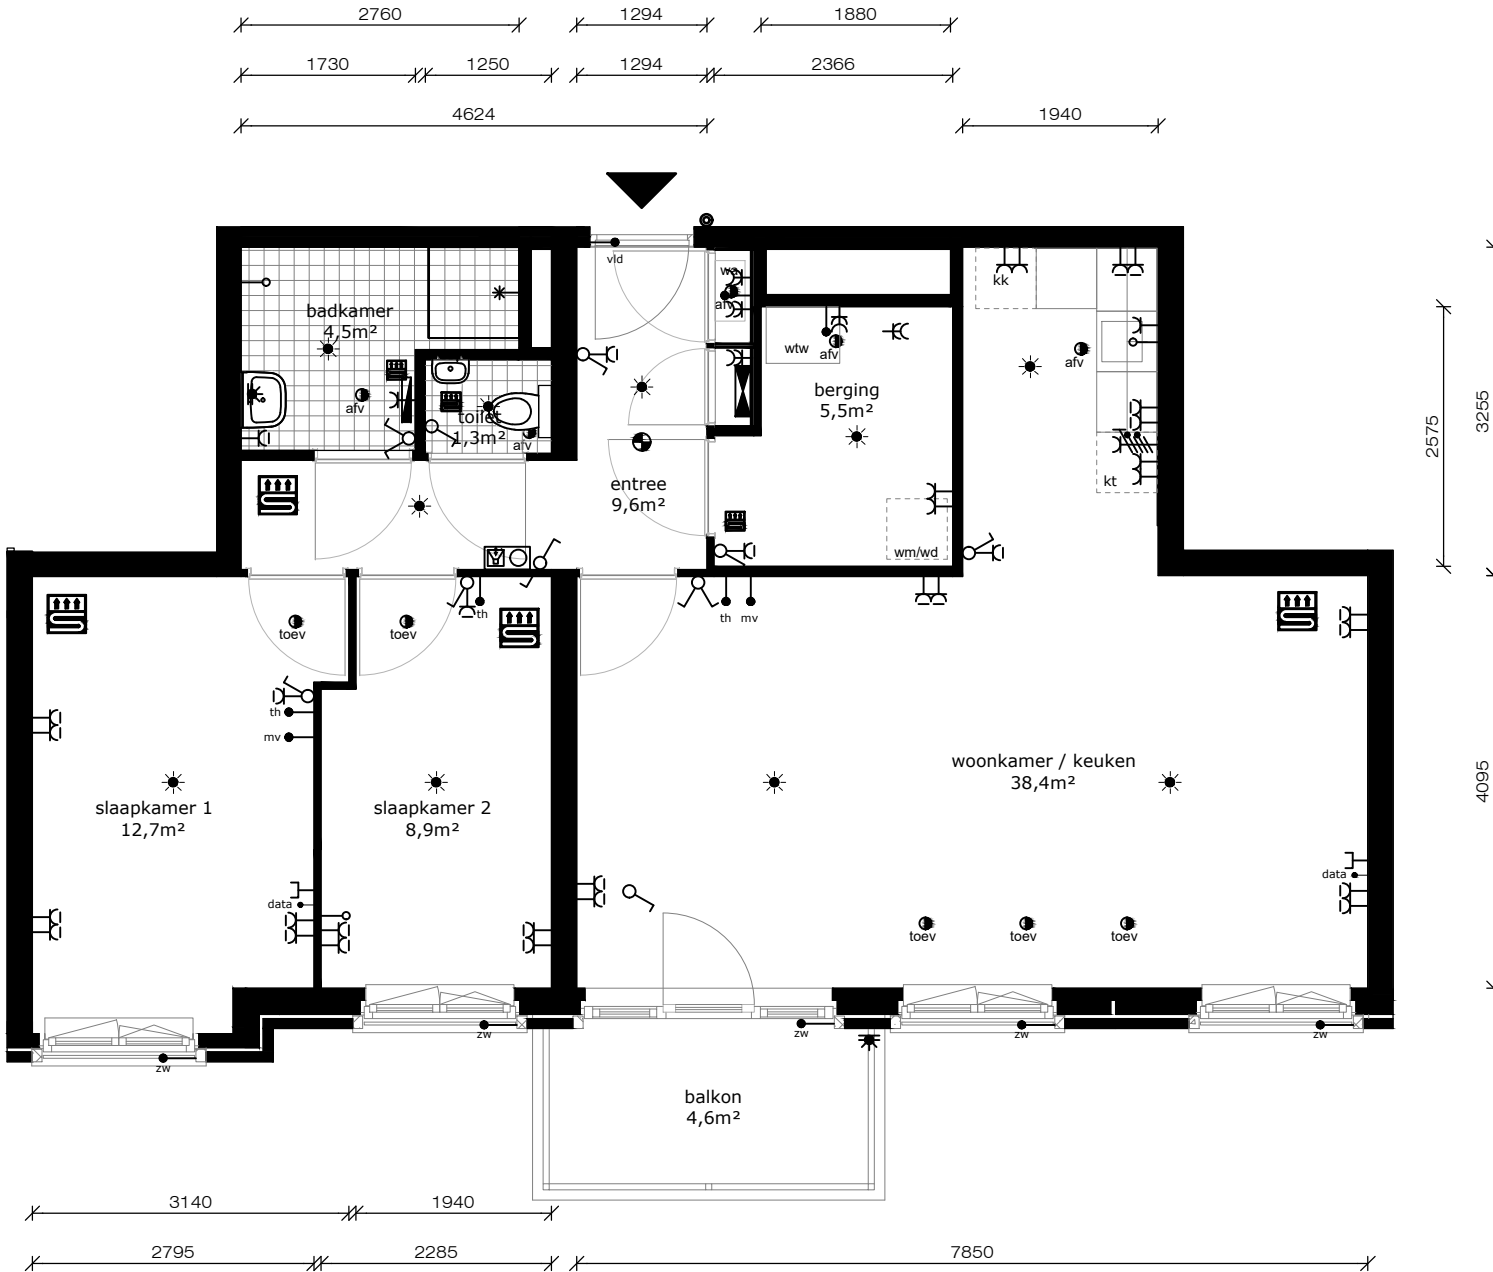 2760
1294
1880
1730
1250
1294
2366
4624
1940
vld
wa
afv
kk
badkamer
4,5m²
wtw
afv
afv
berging
5,5m²
afv
toilet
1,3m²
afv
entree
9,6m²
kt
wm/wd
2575
3255
th
th
mv
toev
toev
th
mv
woonkamer / keuken
38,4m²
slaapkamer 1
12,7m²
slaapkamer 2
8,9m²
4095
data
data
toev
toev
toev
zw
zw
zw
zw
zw
balkon
4,6m²
3140
1940
2795
2285
7850